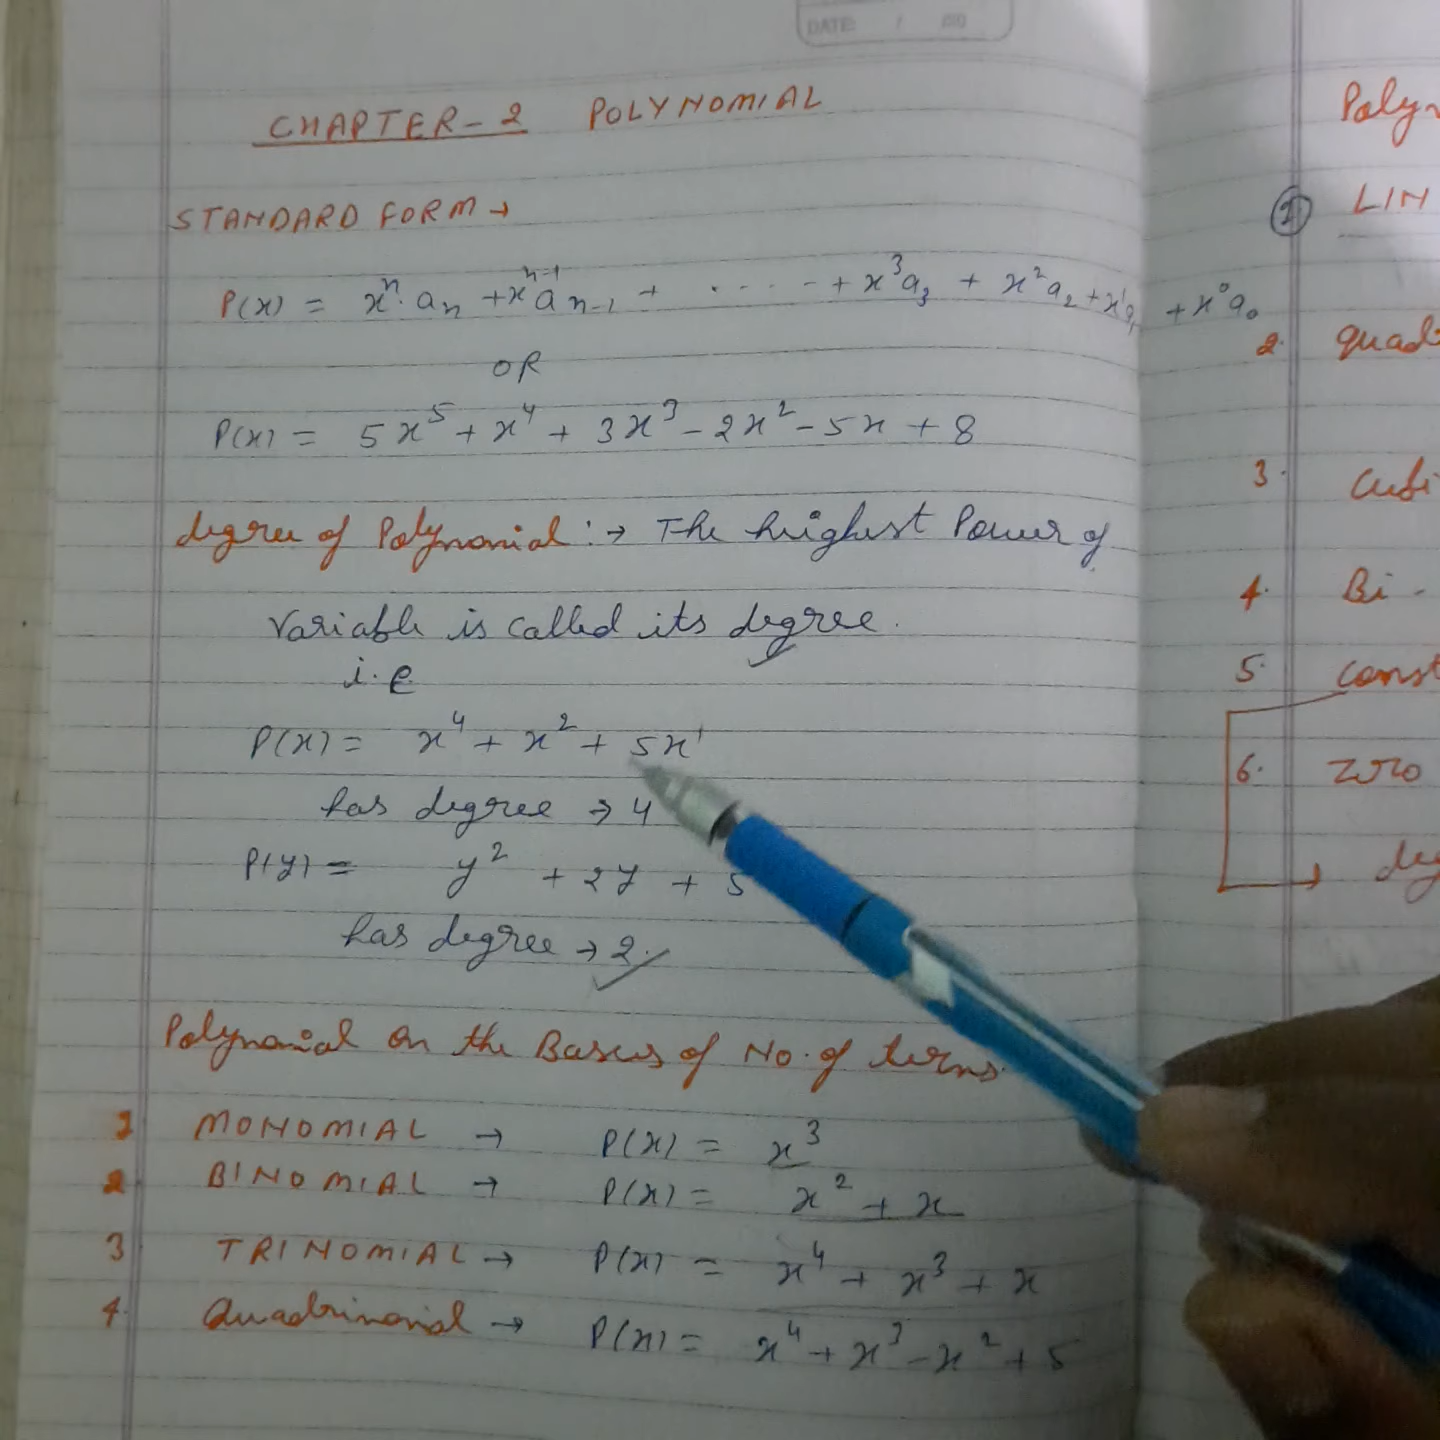 DATE:
CHAPTER-2 POLYNOMIAL
STANDARD FORM →
P(x) = xⁿ·aₙ + xⁿ⁻¹aₙ₋₁ + ..... + x³a₃ + x²a₂ + x¹a₁ + x⁰a₀
OR
P(x) = 5x⁵ + x⁴ + 3x³ - 2x² - 5x + 8
degree of Polynomial :→ The highest Power of
variable is called its degree.
i.e
P(x) = x⁴ + x² + 5x¹
has degree → 4
P(y) = y² + 2y + 5
has degree → 2.
Polynomial on the Bases of No. of terms.
1 MONOMIAL → P(x) = x³
2 BINOMIAL → P(x) = x² + x
3 TRINOMIAL → P(x) = x⁴ + x³ + x
4. Quadrinomial → P(x) = x⁴ + x³ - x² + 5
Polyn
1 LIN
2. quad
3. cubi
4. Bi -
5. const
6. zero
deg